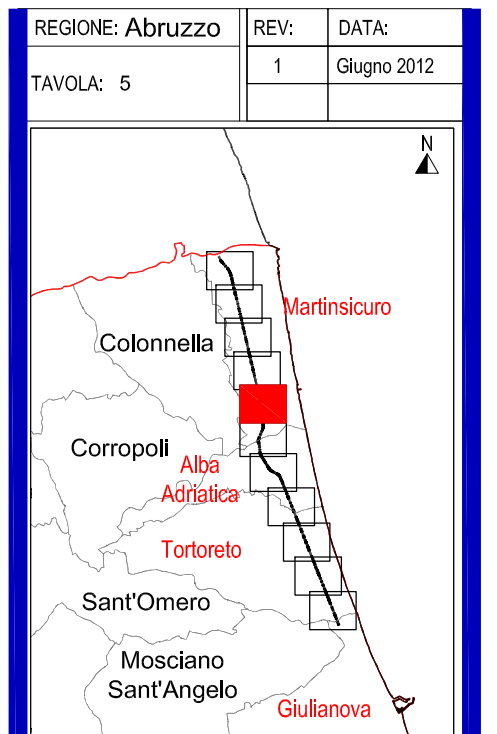 REGIONE: Abruzzo
REV:
DATA:
TAVOLA: 5
1
Giugno 2012
N
Martinsicuro
Colonnella
Corropoli
Alba
Adriatica
Tortoreto
Sant'Omero
Mosciano
Sant'Angelo
Giulianova